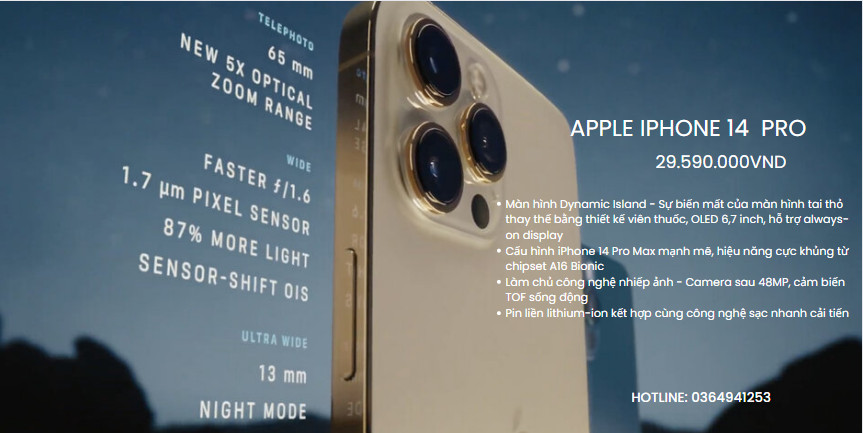 TELEPHOTO
65 mm
NEW 5X OPTICAL
ZOOM RANGE
WIDE
FASTER ƒ/1.6
1.7 µm PIXEL SENSOR
87% MORE LIGHT
SENSOR-SHIFT OIS
ULTRA WIDE
13 mm
NIGHT MODE
APPLE IPHONE 14 PRO
29.590.000VND
• Màn hình Dynamic Island - Sự biến mất của màn hình tai thỏ
thay thế bằng thiết kế viên thuốc, OLED 6,7 inch, hỗ trợ always-
on display
• Cấu hình iPhone 14 Pro Max mạnh mẽ, hiệu năng cực khủng từ
chipset A16 Bionic
• Làm chủ công nghệ nhiếp ảnh - Camera sau 48MP, cảm biến
TOF sống động
• Pin liền lithium-ion kết hợp cùng công nghệ sạc nhanh cải tiến
HOTLINE: 0364941253